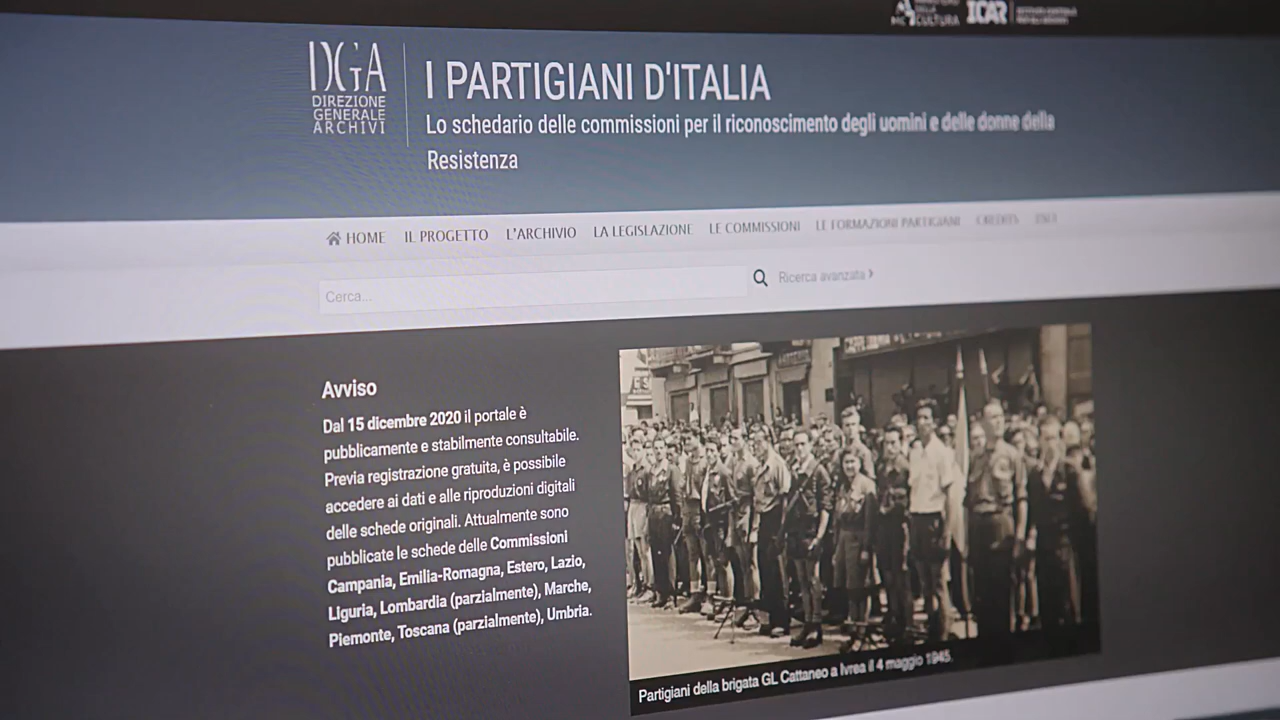 CULTURA
ICAR
DGA
DIREZIONE
GENERALE
ARCHIVI
I PARTIGIANI D'ITALIA
Lo schedario delle commissioni per il riconoscimento degli uomini e delle donne della
Resistenza
HOME IL PROGETTO L'ARCHIVIO LA LEGISLAZIONE LE COMMISSIONI LE FORMAZIONI PARTIGIANI CREDITS
Cerca...
Ricerca avanzata
Avviso
Dal 15 dicembre 2020 il portale è
pubblicamente e stabilmente consultabile.
Previa registrazione gratuita, è possibile
accedere ai dati e alle riproduzioni digitali
delle schede originali. Attualmente sono
pubblicate le schede delle Commissioni
Campania, Emilia-Romagna, Estero, Lazio,
Liguria, Lombardia (parzialmente), Marche,
Piemonte, Toscana (parzialmente), Umbria.
Partigiani della brigata GL Cattaneo a Ivrea il 4 maggio 1945.